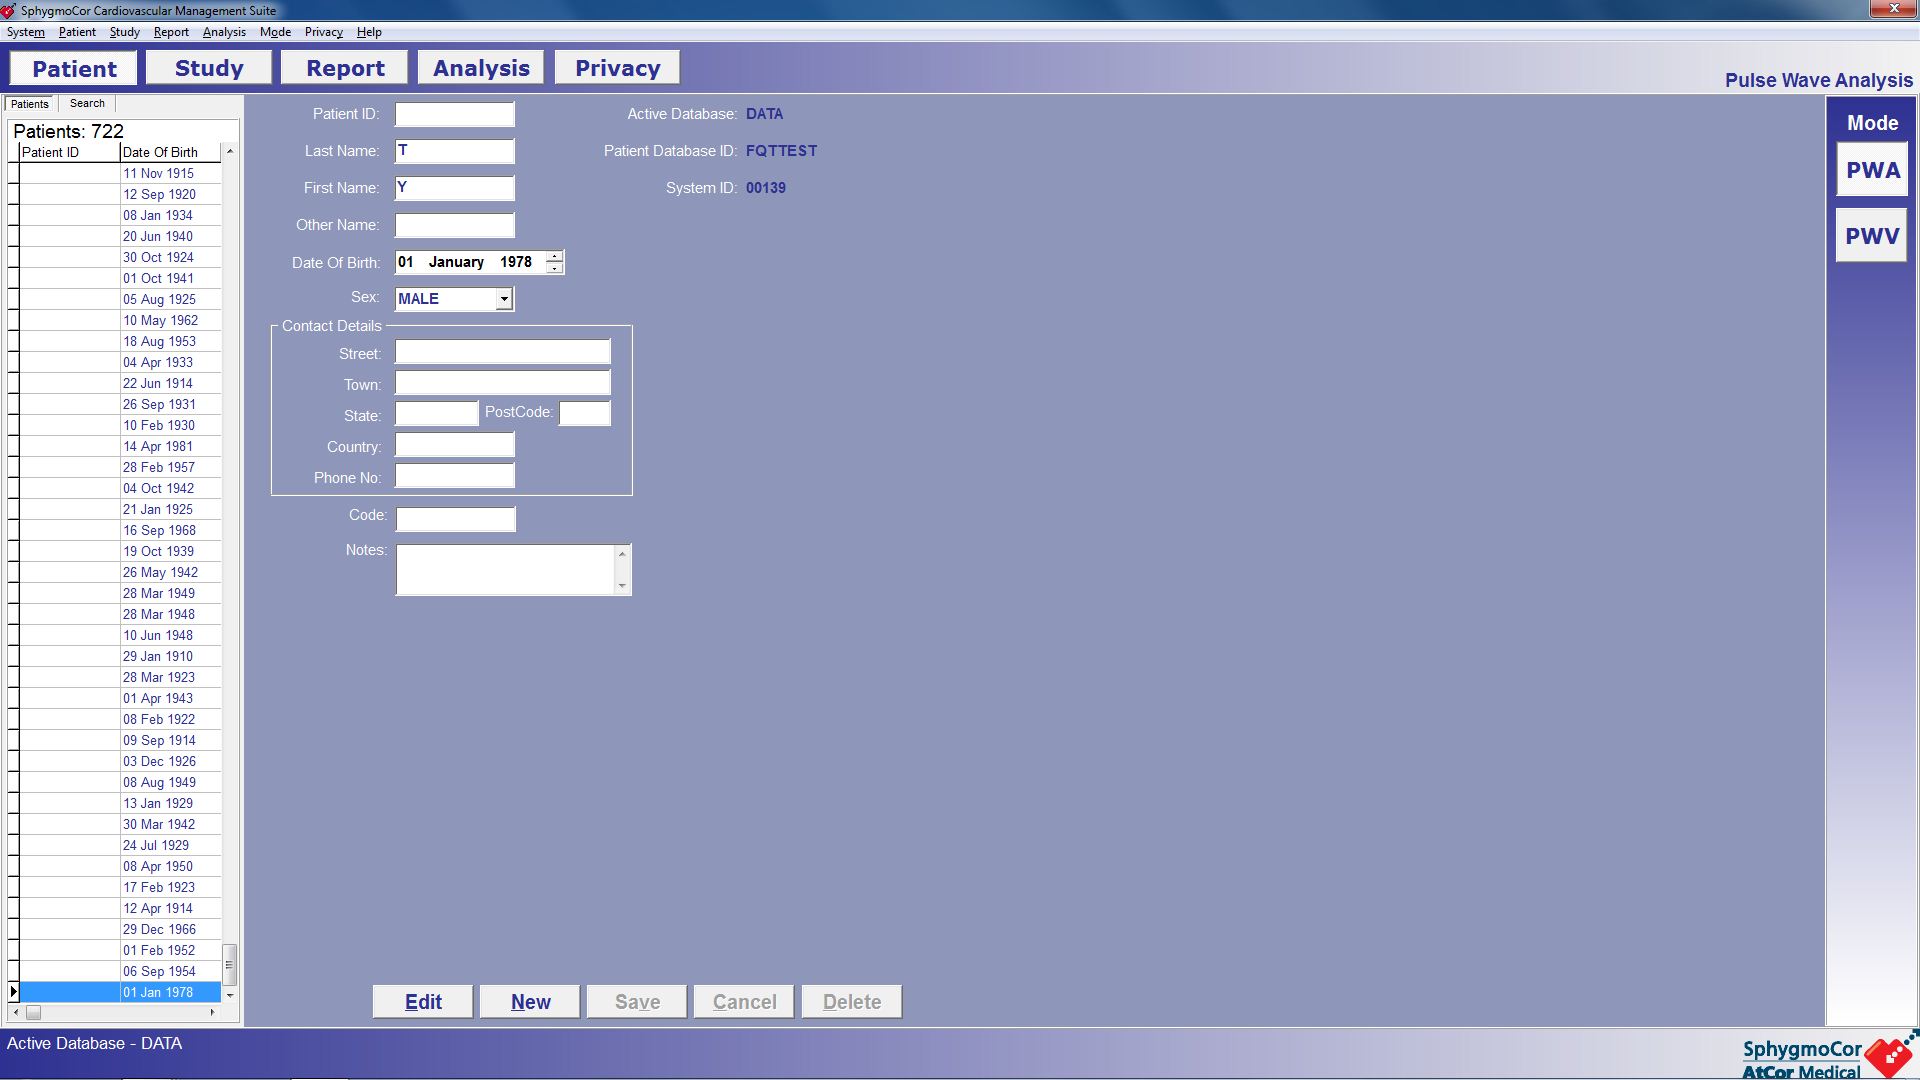 SphygmoCor Cardiovascular Management Suite
System Patient Study Report Analysis Mode Privacy Help
Patient Study Report Analysis Privacy
Pulse Wave Analysis
Patients Search
Patients: 722
Patient ID Date Of Birth
11 Nov 1915
12 Sep 1920
08 Jan 1934
20 Jun 1940
30 Oct 1924
01 Oct 1941
05 Aug 1925
10 May 1962
18 Aug 1953
04 Apr 1933
22 Jun 1914
26 Sep 1931
10 Feb 1930
14 Apr 1981
28 Feb 1957
04 Oct 1942
21 Jan 1925
16 Sep 1968
19 Oct 1939
26 May 1942
28 Mar 1949
28 Mar 1948
10 Jun 1948
29 Jan 1910
28 Mar 1923
01 Apr 1943
08 Feb 1922
09 Sep 1914
03 Dec 1926
08 Aug 1949
13 Jan 1929
30 Mar 1942
24 Jul 1929
08 Apr 1950
17 Feb 1923
12 Apr 1914
29 Dec 1966
01 Feb 1952
06 Sep 1954
01 Jan 1978
Patient ID:
Last Name: T
First Name: Y
Other Name:
Date Of Birth: 01 January 1978
Sex: MALE
Contact Details
Street:
Town:
State: PostCode:
Country:
Phone No:
Code:
Notes:
Active Database: DATA
Patient Database ID: FQTTEST
System ID: 00139
Mode
PWA
PWV
Edit New Save Cancel Delete
Active Database - DATA
SphygmoCor
AtCor Medical